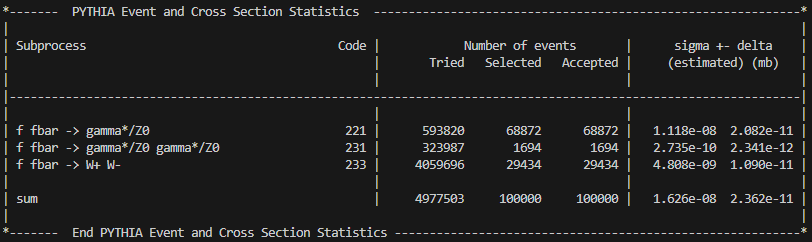 *-------  PYTHIA Event and Cross Section Statistics  -------------------------------------------------------------*
|                                                                                                                 |
| Subprocess                                    Code |            Number of events       |      sigma +- delta    |
|                                                    |       Tried   Selected   Accepted |     (estimated) (mb)   |
|                                                    |                                   |                        |
|-----------------------------------------------------------------------------------------------------------------|
|                                                    |                                   |                        |
| f fbar -> gamma*/Z0                            221 |      593820      68872      68872 |   1.118e-08  2.082e-11 |
| f fbar -> gamma*/Z0 gamma*/Z0                  231 |      323987       1694       1694 |   2.735e-10  2.341e-12 |
| f fbar -> W+ W-                                233 |     4059696      29434      29434 |   4.808e-09  1.090e-11 |
|                                                    |                                   |                        |
| sum                                                |     4977503     100000     100000 |   1.626e-08  2.362e-11 |
|                                                                                                                 |
*-------  End PYTHIA Event and Cross Section Statistics ----------------------------------------------------------*